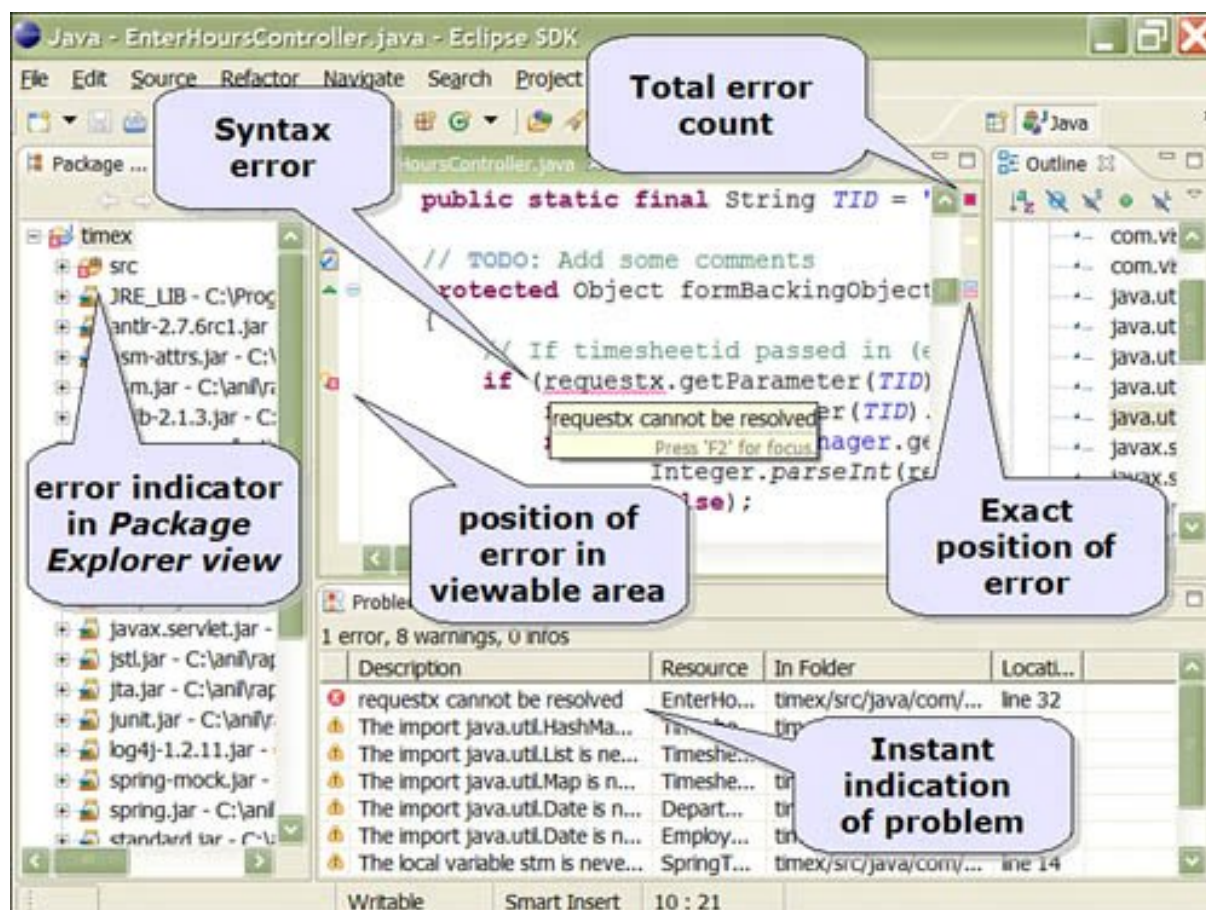 Java - EnterHoursController.java - Eclipse SDK
File Edit Source Refactor Navigate Search Project
Total error
count
Syntax
error
Java
Package ...
HoursController.java
Outline
public static final String TID = "
timex
src
JRE_LIB - C:\Prog
antlr-2.7.6rc1.jar
sm-attrs.jar - C:\
m.jar - C:\anil\ra
b-2.1.3.jar - C:
// TODO: Add some comments
rotected Object formBackingObject
{
// If timesheetid passed in (e
if (requestx.getParameter(TID)
er(TID).
requestx cannot be resolved
Press 'F2' for focus.
nager.ge
Integer.parseInt(re
lse);
com.vi
com.vi
java.ut
java.ut
java.ut
java.ut
java.ut
javax.s
javax.s
error indicator
in Package
Explorer view
position of
error in
viewable area
Exact
position of
error
javax.servlet.jar -
jstl.jar - C:\anil\rap
jta.jar - C:\anil\rap
junit.jar - C:\anil\r
log4j-1.2.11.jar -
spring-mock.jar -
spring.jar - C:\anil
standard.jar - C:\
Proble
1 error, 8 warnings, 0 infos
Description Resource In Folder Locati...
requestx cannot be resolved EnterHo... timex/src/java/com/... line 32
The import java.util.HashMa...
The import java.util.List is ne... Timeshe...
The import java.util.Map is n... Timeshe...
The import java.util.Date is n... Depart...
The import java.util.Date is n... Employ...
The local variable stm is neve... SpringT... timex/src/java/com/... line 14
Instant
indication
of problem
Writable Smart Insert 10 : 21